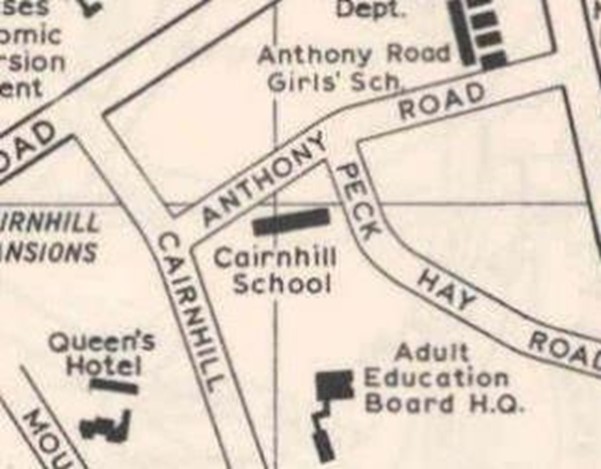 ses
omic
rsion
ent
Dept.
Anthony Road
Girls' Sch.
ROAD
OAD
ANTHONY
PECK
IRNHILL
NSIONS
CAIRNHILL
Cairnhill
School
HAY
ROAD
Queen's
Hotel
Adult
Education
Board H.Q.
MOU